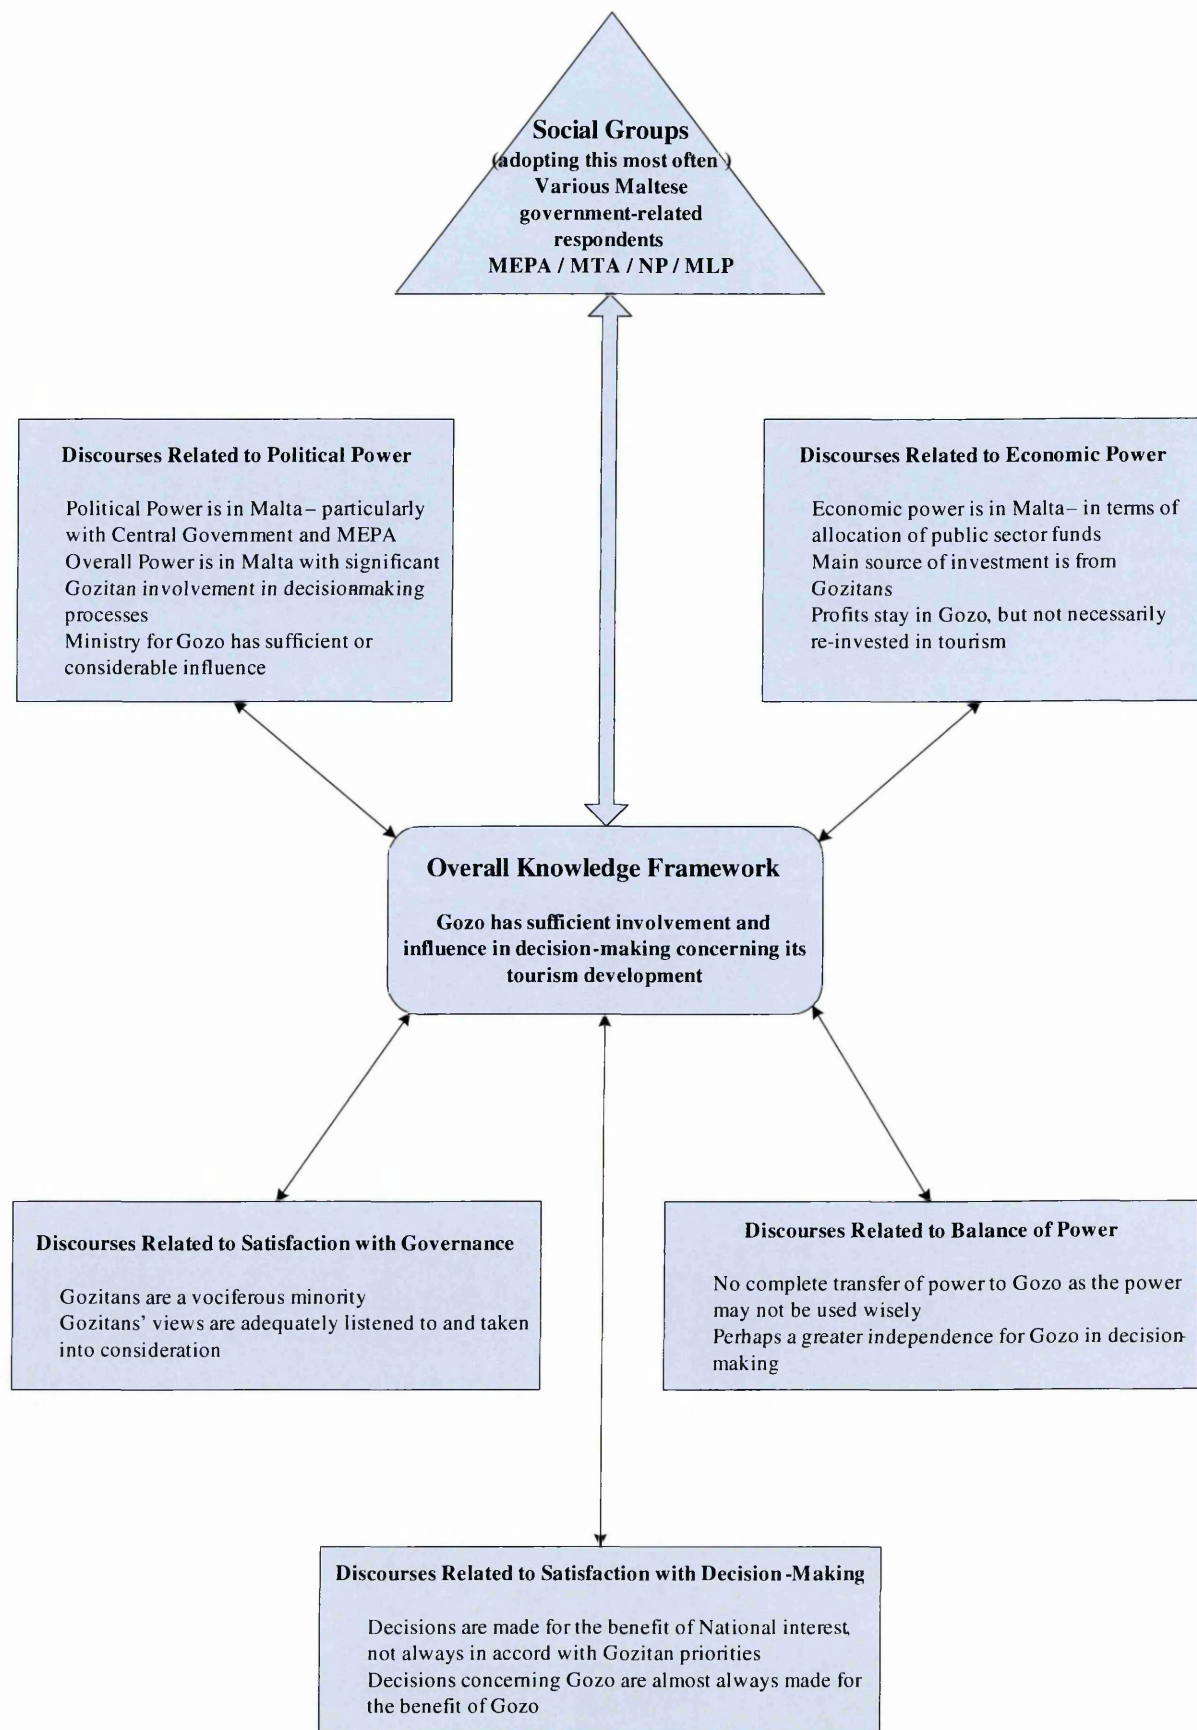 Social Groups
(adopting this most often )
Various Maltese
government-related
respondents
MEPA / MTA / NP / MLP
Discourses Related to Political Power
Political Power is in Malta– particularly
with Central Government and MEPA
Overall Power is in Malta with significant
Gozitan involvement in decision-making
processes
Ministry for Gozo has sufficient or
considerable influence
Discourses Related to Economic Power
Economic power is in Malta– in terms of
allocation of public sector funds
Main source of investment is from
Gozitans
Profits stay in Gozo, but not necessarily
re-invested in tourism
Overall Knowledge Framework
Gozo has sufficient involvement and
influence in decision-making concerning its
tourism development
Discourses Related to Satisfaction with Governance
Gozitans are a vociferous minority
Gozitans’ views are adequately listened to and taken
into consideration
Discourses Related to Balance of Power
No complete transfer of power to Gozo as the power
may not be used wisely
Perhaps a greater independence for Gozo in decision-
making
Discourses Related to Satisfaction with Decision -Making
Decisions are made for the benefit of National interest,
not always in accord with Gozitan priorities
Decisions concerning Gozo are almost always made for
the benefit of Gozo